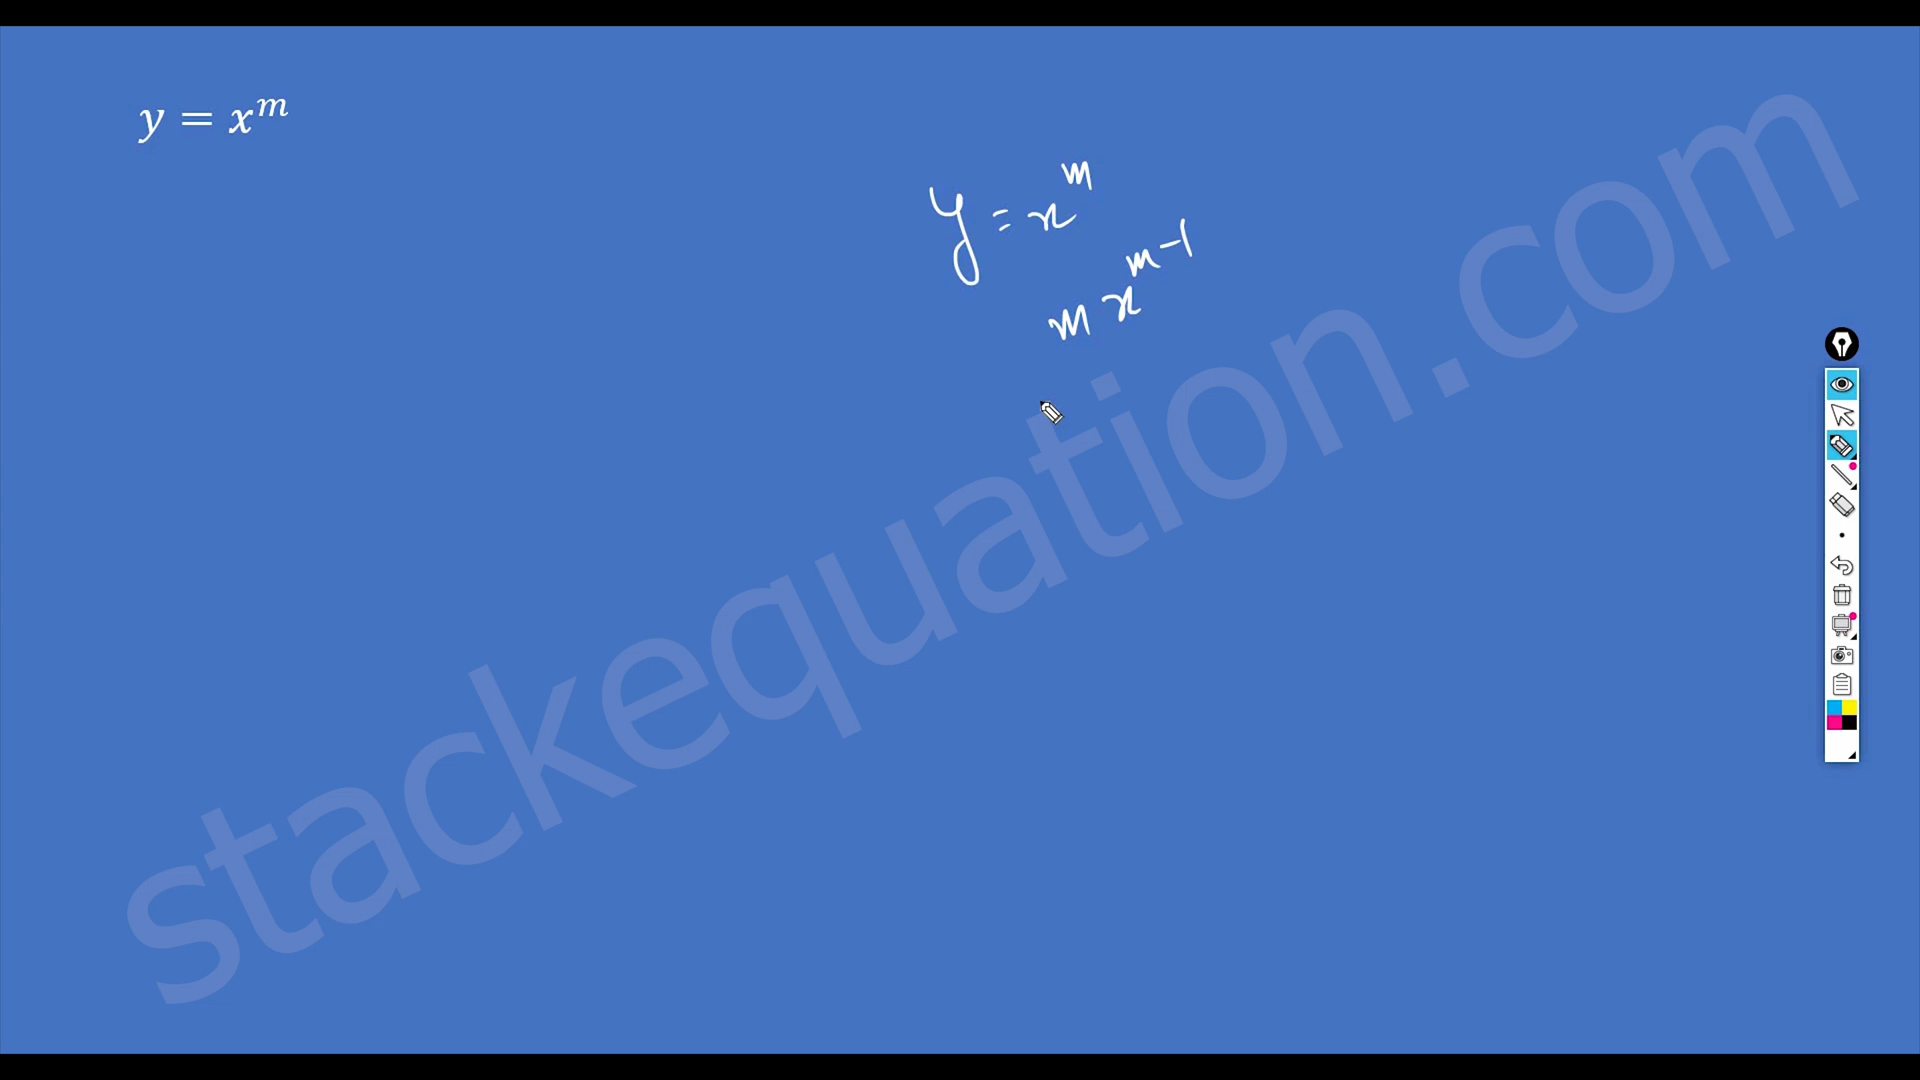 y = x^m
y = x^m
m x^{m-1}
stackequation.com